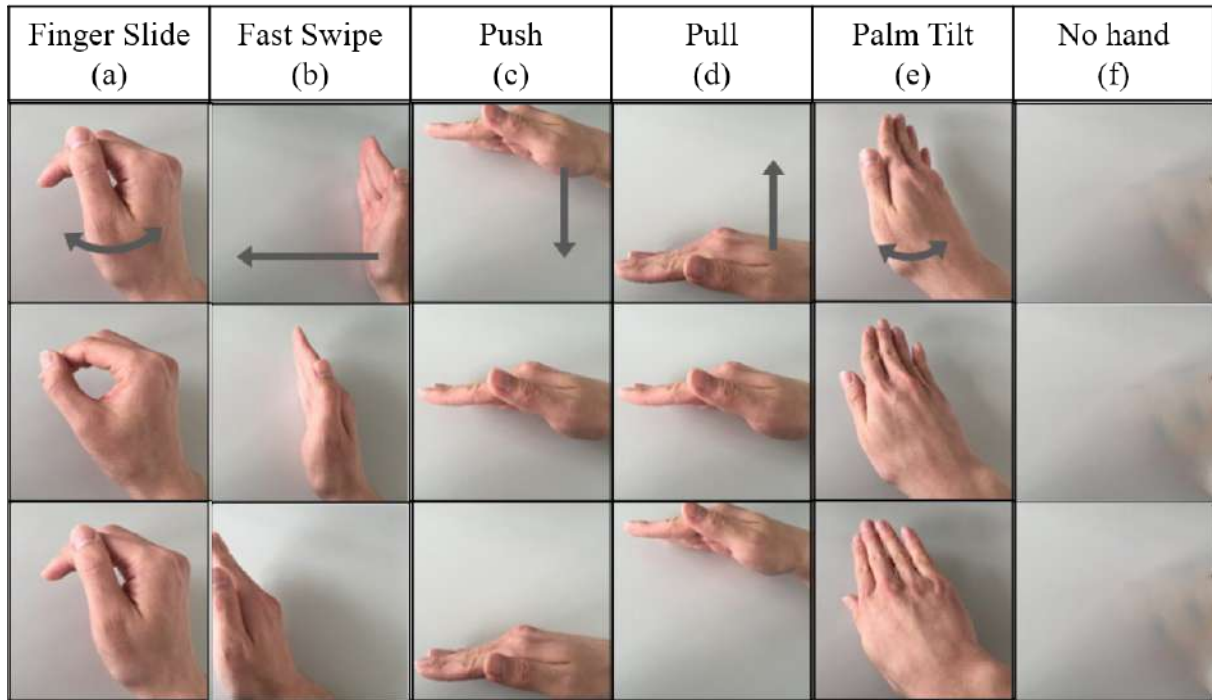 Finger Slide
(a)
Fast Swipe
(b)
Push
(c)
Pull
(d)
Palm Tilt
(e)
No hand
(f)